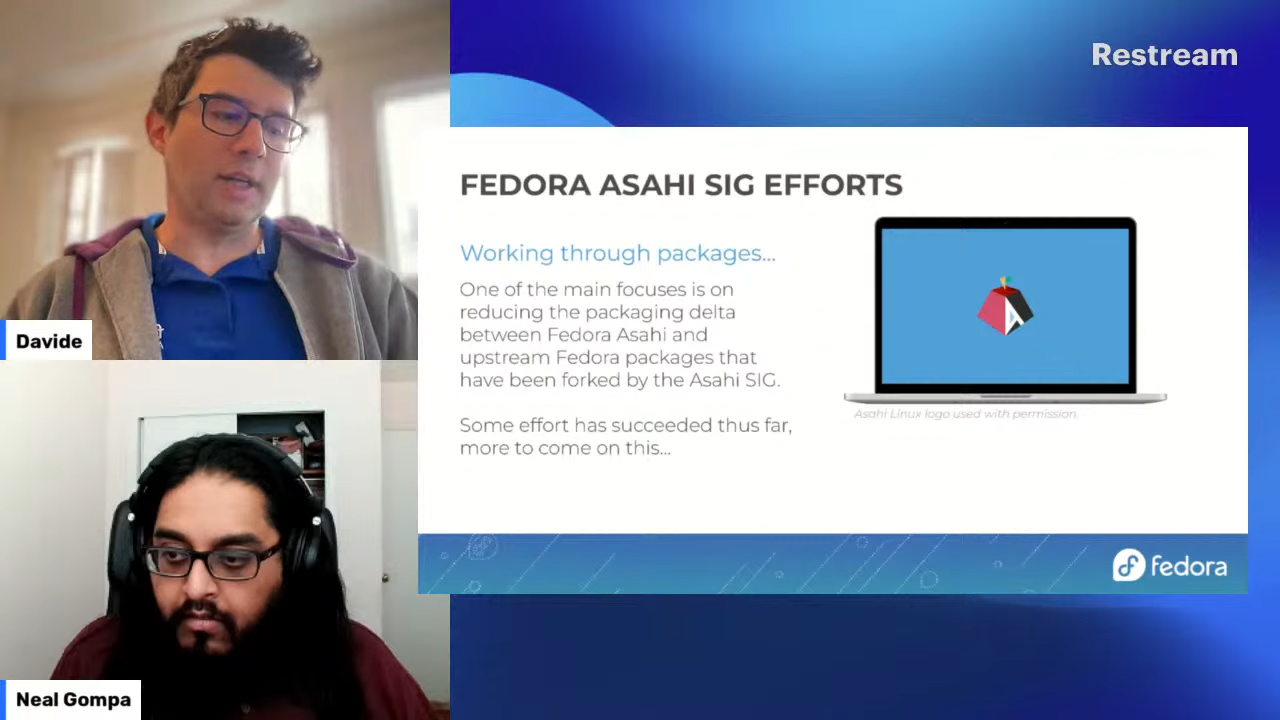 Restream
FEDORA ASAHI SIG EFFORTS
Working through packages...
One of the main focuses is on
reducing the packaging delta
between Fedora Asahi and
upstream Fedora packages that
have been forked by the Asahi SIG.
Some effort has succeeded thus far,
more to come on this...
A
Asahi Linux logo used with permission.
fedora
Davide
Neal Gompa